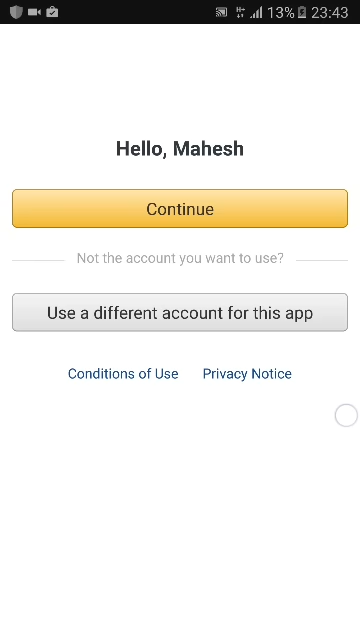 13% 23:43
Hello, Mahesh
Continue
Not the account you want to use?
Use a different account for this app
Conditions of Use Privacy Notice